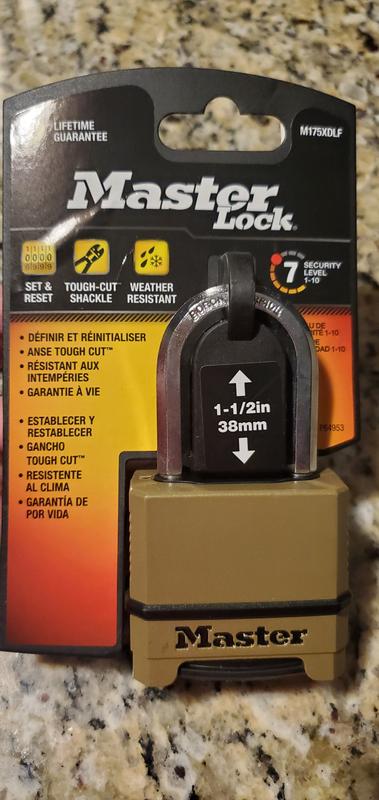 LIFETIME
GUARANTEE
M175XDLF
Master
Lock®
SET &
RESET
TOUGH-CUT™
SHACKLE
WEATHER
RESISTANT
7
SECURITY
LEVEL
1-10
• DÉFINIR ET RÉINITIALISER
• ANSE TOUGH CUT™
• RÉSISTANT AUX
INTEMPÉRIES
• GARANTIE À VIE
• ESTABLECER Y
RESTABLECER
• GANCHO
TOUGH CUT™
• RESISTENTE
AL CLIMA
• GARANTÍA DE
POR VIDA
1-1/2in
38mm
P64953
Master